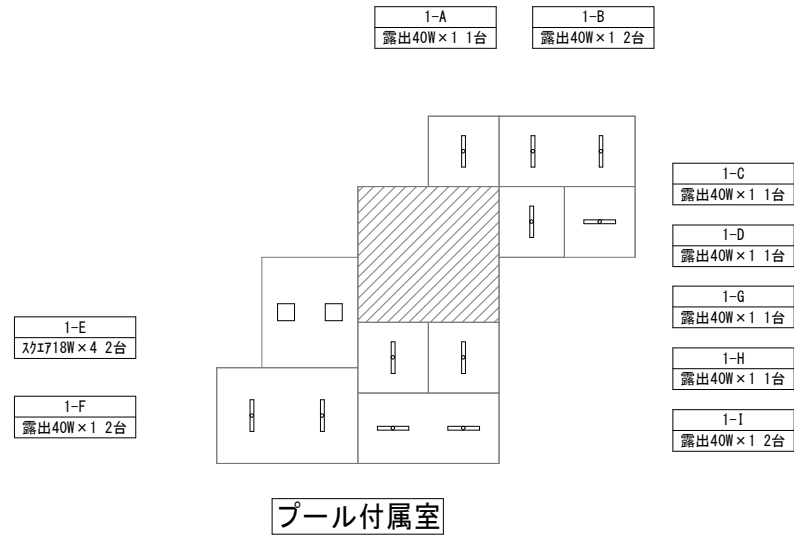 1-A
露出40W×1 1台
1-B
露出40W×1 2台
1-C
露出40W×1 1台
1-D
露出40W×1 1台
1-G
露出40W×1 1台
1-H
露出40W×1 1台
1-I
露出40W×1 2台
1-E
ｽｸｴｱ18W×4 2台
1-F
露出40W×1 2台
プール付属室